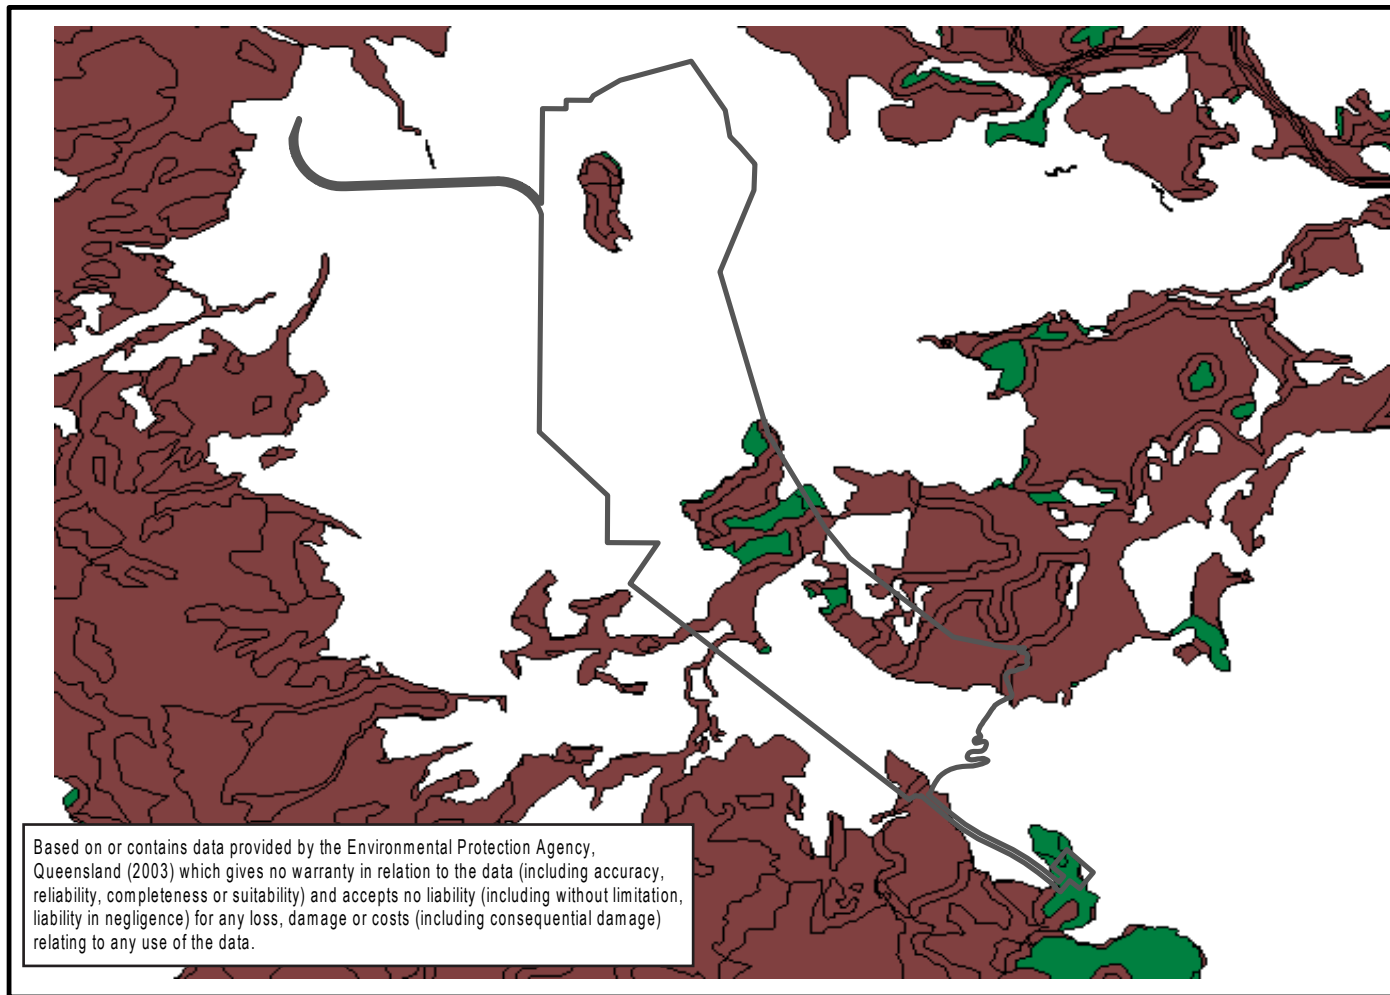 Based on or contains data provided by the Environmental Protection Agency,
Queensland (2003) which gives no warranty in relation to the data (including accuracy,
reliability, completeness or suitability) and accepts no liability (including without limitation,
liability in negligence) for any loss, damage or costs (including consequential damage)
relating to any use of the data.